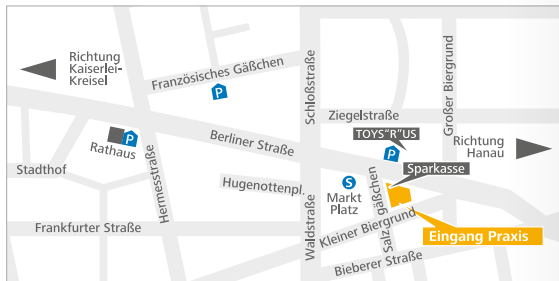 Richtung
Kaiserlei-
Kreisel
Französisches Gäßchen
P
Schloßstraße
Großer Biergrund
Ziegelstraße
TOYS"R"US
P
Richtung
Hanau
P
Rathaus
Berliner Straße
Sparkasse
Stadthof
Hermesstraße
Hugenottenpl.
S
Markt
Platz
Salzgäßchen
Frankfurter Straße
Waldstraße
Kleiner Biergrund
Eingang Praxis
Bieberer Straße